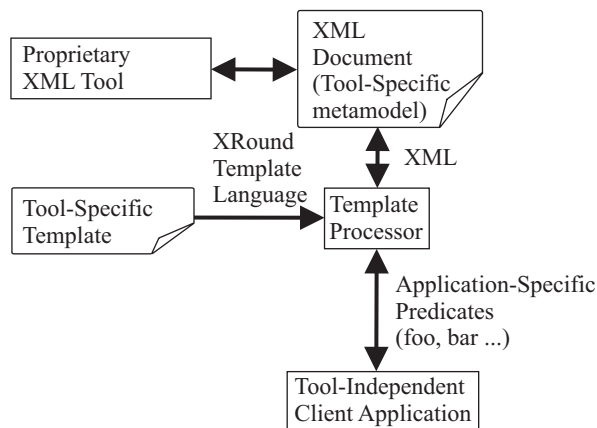 Proprietary
XML Tool
XML
Document
(Tool-Specific
metamodel)
XML
XRound
Template
Language
Tool-Specific
Template
Template
Processor
Application-Specific
Predicates
(foo, bar ...)
Tool-Independent
Client Application